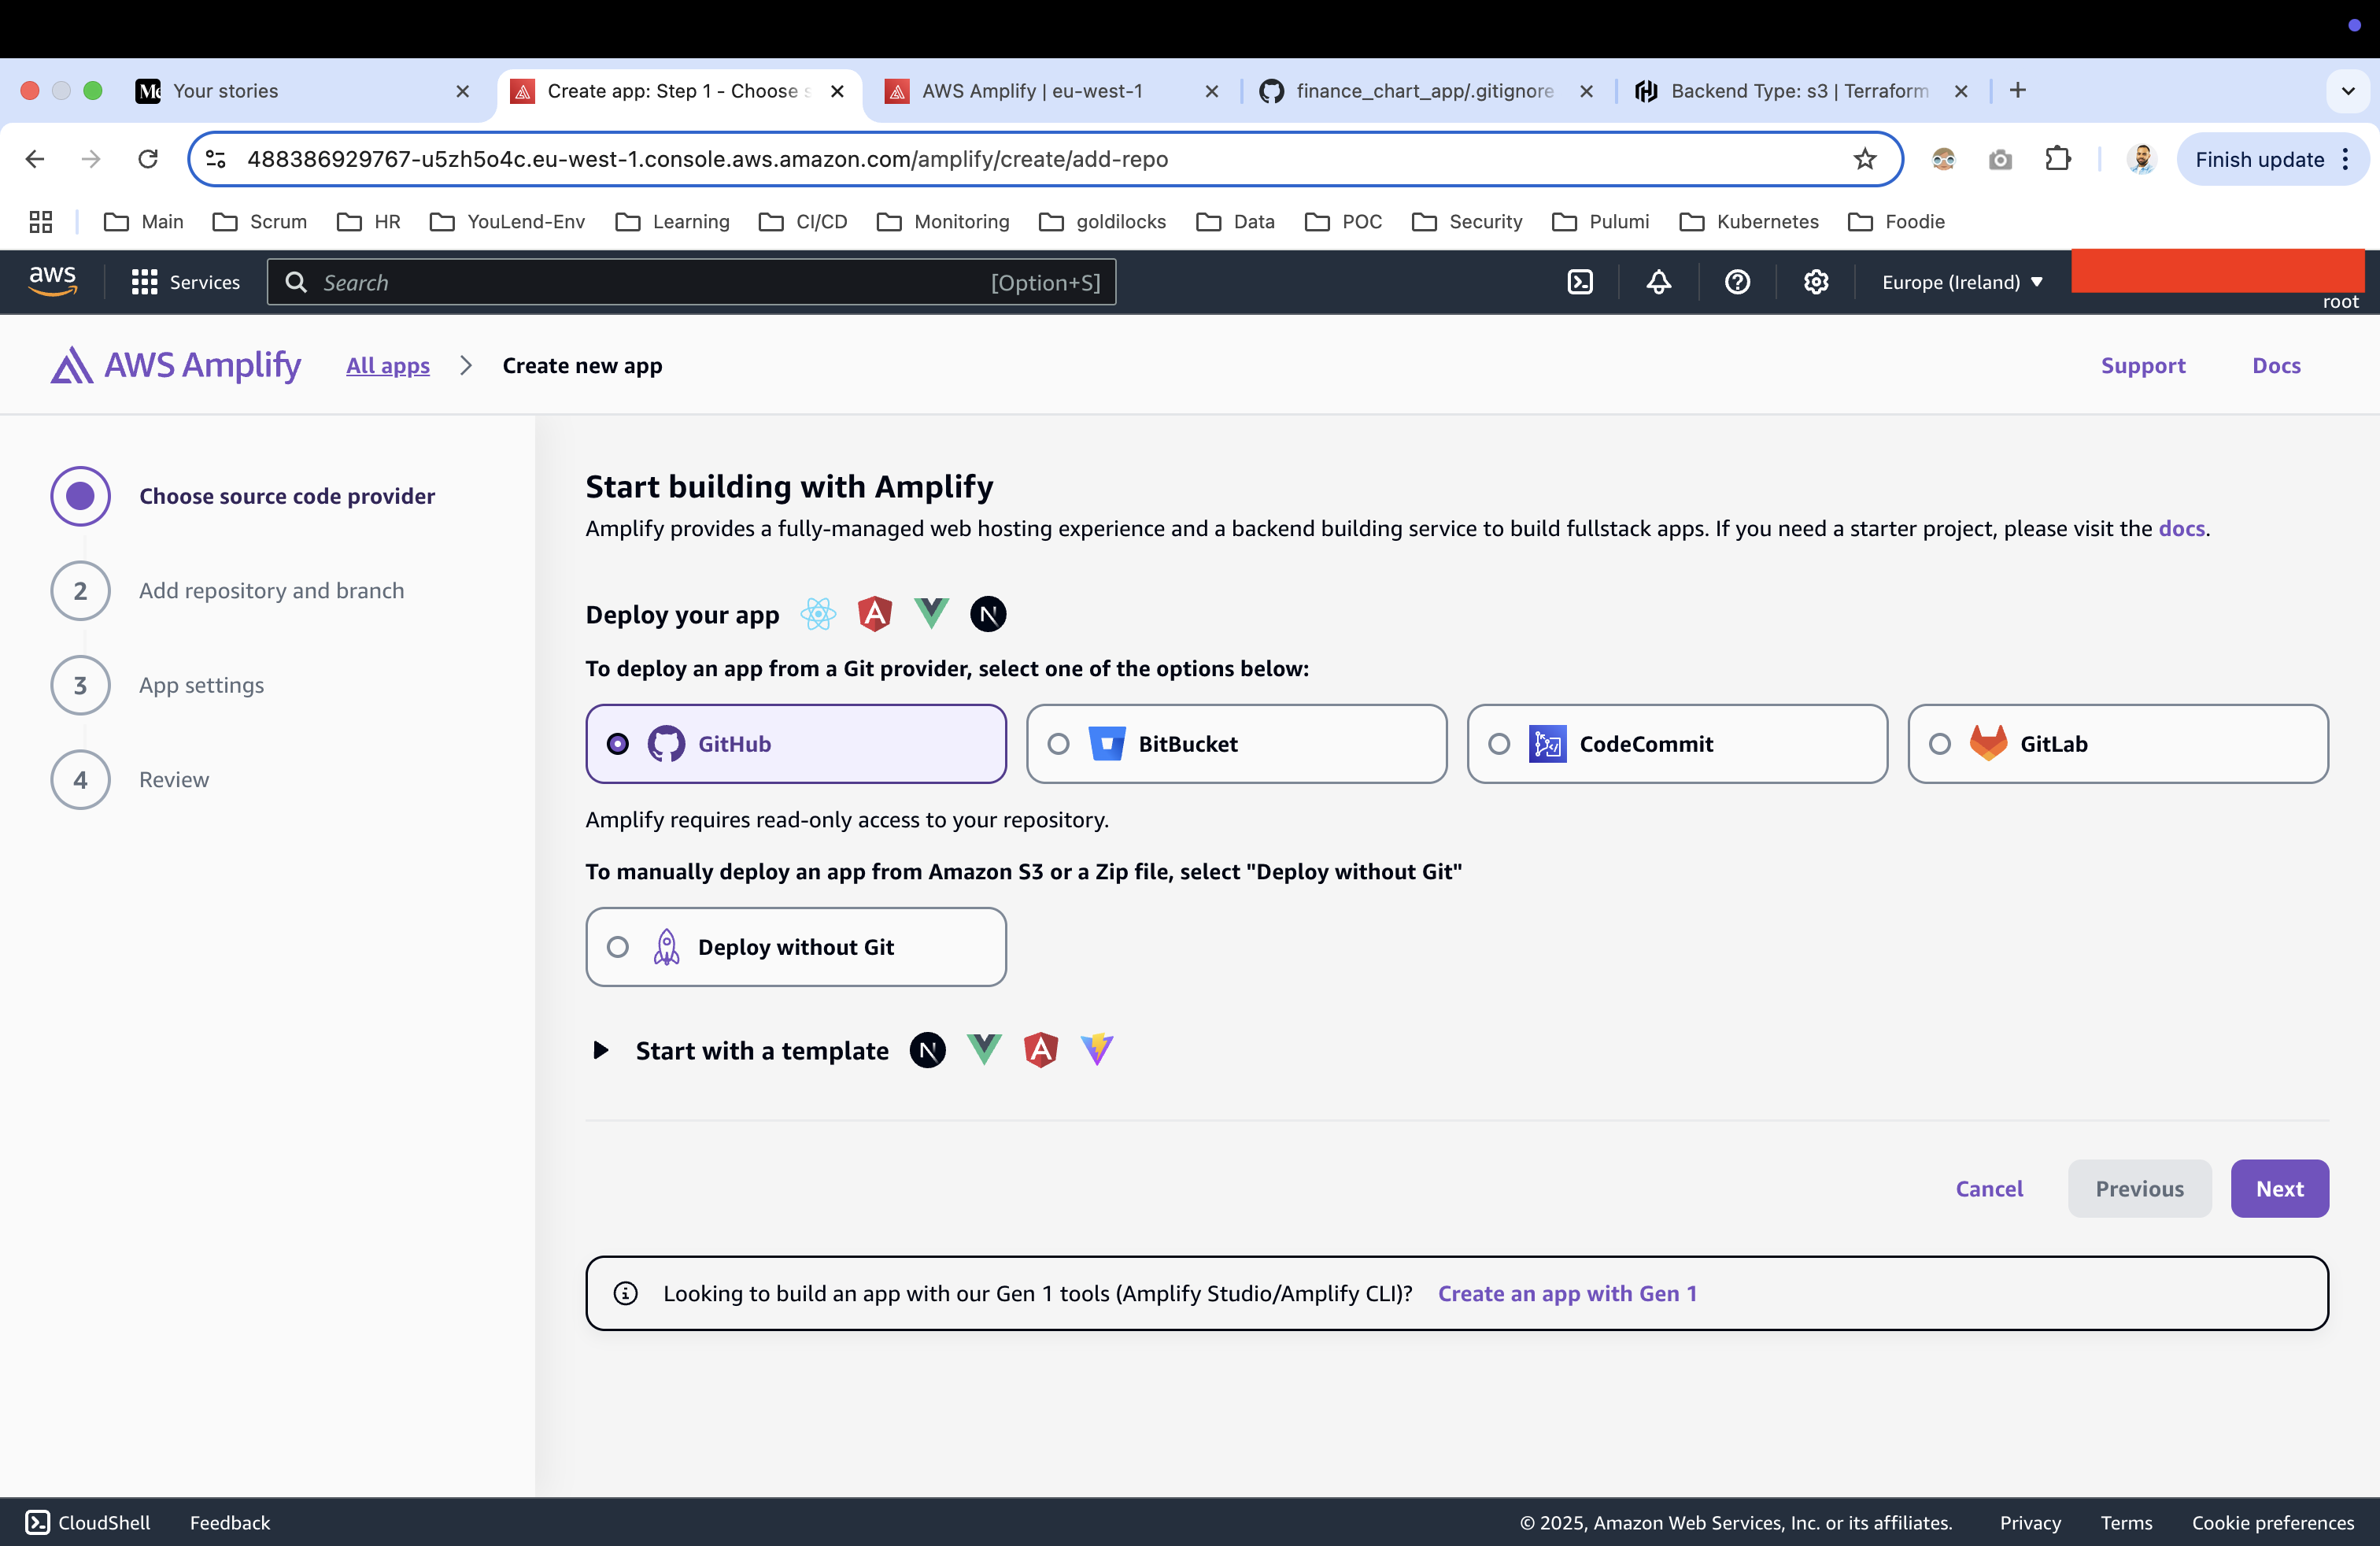 Me Your stories
Create app: Step 1 - Choose s
AWS Amplify | eu-west-1
finance_chart_app/.gitignore
Backend Type: s3 | Terraform
488386929767-u5zh5o4c.eu-west-1.console.aws.amazon.com/amplify/create/add-repo
Finish update
Main
Scrum
HR
YouLend-Env
Learning
CI/CD
Monitoring
goldilocks
Data
POC
Security
Pulumi
Kubernetes
Foodie
aws
Services
Search
[Option+S]
Europe (Ireland)
root
AWS Amplify
All apps
Create new app
Support
Docs
Choose source code provider
2 Add repository and branch
3 App settings
4 Review
Start building with Amplify
Amplify provides a fully-managed web hosting experience and a backend building service to build fullstack apps. If you need a starter project, please visit the docs.
Deploy your app
To deploy an app from a Git provider, select one of the options below:
GitHub
BitBucket
CodeCommit
GitLab
Amplify requires read-only access to your repository.
To manually deploy an app from Amazon S3 or a Zip file, select "Deploy without Git"
Deploy without Git
Start with a template
Cancel
Previous
Next
Looking to build an app with our Gen 1 tools (Amplify Studio/Amplify CLI)? Create an app with Gen 1
CloudShell
Feedback
© 2025, Amazon Web Services, Inc. or its affiliates.
Privacy
Terms
Cookie preferences